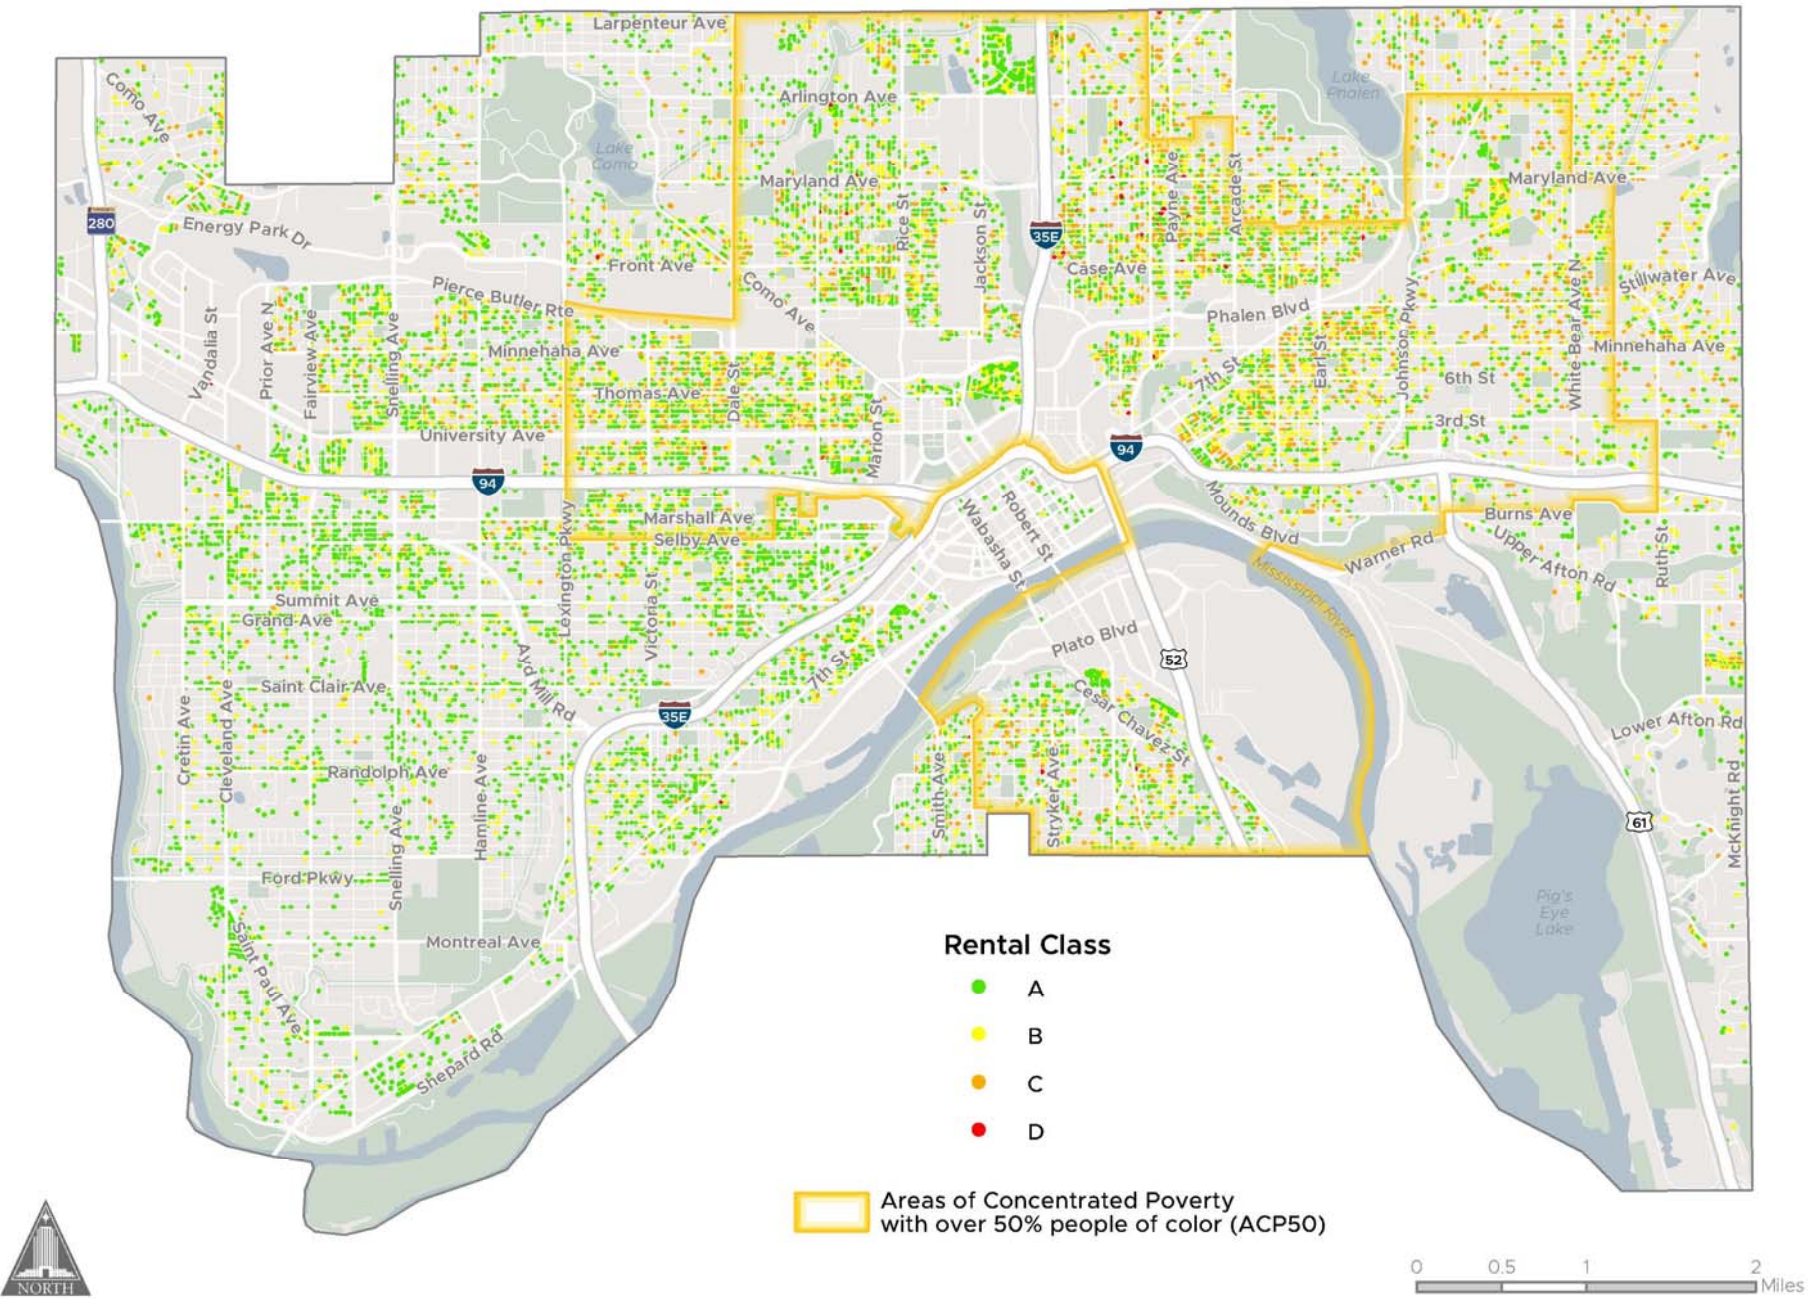 Larpenteur Ave
Como Ave
Lake
Phalen
Arlington Ave
Lake
Como
Maryland Ave
Payne Ave
Arcade St
Maryland Ave
280
Energy Park Dr
Rice St
Jackson St
35E
Front Ave
Case Ave
Como Ave
Stillwater Ave
Pierce Butler Rte
Phalen Blvd
Johnson Pkwy
White Bear Ave N
Vandalia St
Prior Ave N
Fairview Ave
Snelling Ave
Minnehaha Ave
Minnehaha Ave
Earl St
7th St
6th St
Thomas Ave
Dale St
Marion St
3rd St
University Ave
94
94
Lexington Pkwy
Marshall Ave
Selby Ave
Robert St
Wabasha St
Mounds Blvd
Burns Ave
Warner Rd
Upper Afton Rd
Ruth St
Mississippi River
Summit Ave
Grand Ave
Victoria St
Plato Blvd
52
Ayd Mill Rd
7th St
Saint Clair Ave
Cesar Chavez St
35E
Lower Afton Rd
Cretin Ave
Cleveland Ave
Randolph Ave
Hamline Ave
Smith Ave
Stryker Ave
McKnight Rd
61
Snelling Ave
Ford Pkwy
Pig's
Eye
Lake
Saint Paul Ave
Montreal Ave
Shepard Rd
Rental Class
A
B
C
D
Areas of Concentrated Poverty
with over 50% people of color (ACP50)
NORTH
0 0.5 1 2
Miles